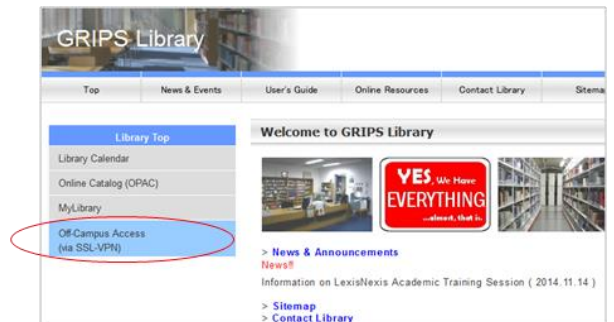 GRIPS Library
Top News & Events User's Guide Online Resources Contact Library Sitemap
Library Top
Library Calendar
Online Catalog (OPAC)
MyLibrary
Off-Campus Access
(via SSL-VPN)
Welcome to GRIPS Library
YES, We Have
EVERYTHING
...almost, that is.
> News & Announcements
News!!
Information on LexisNexis Academic Training Session ( 2014.11.14 )
> Sitemap
> Contact Library